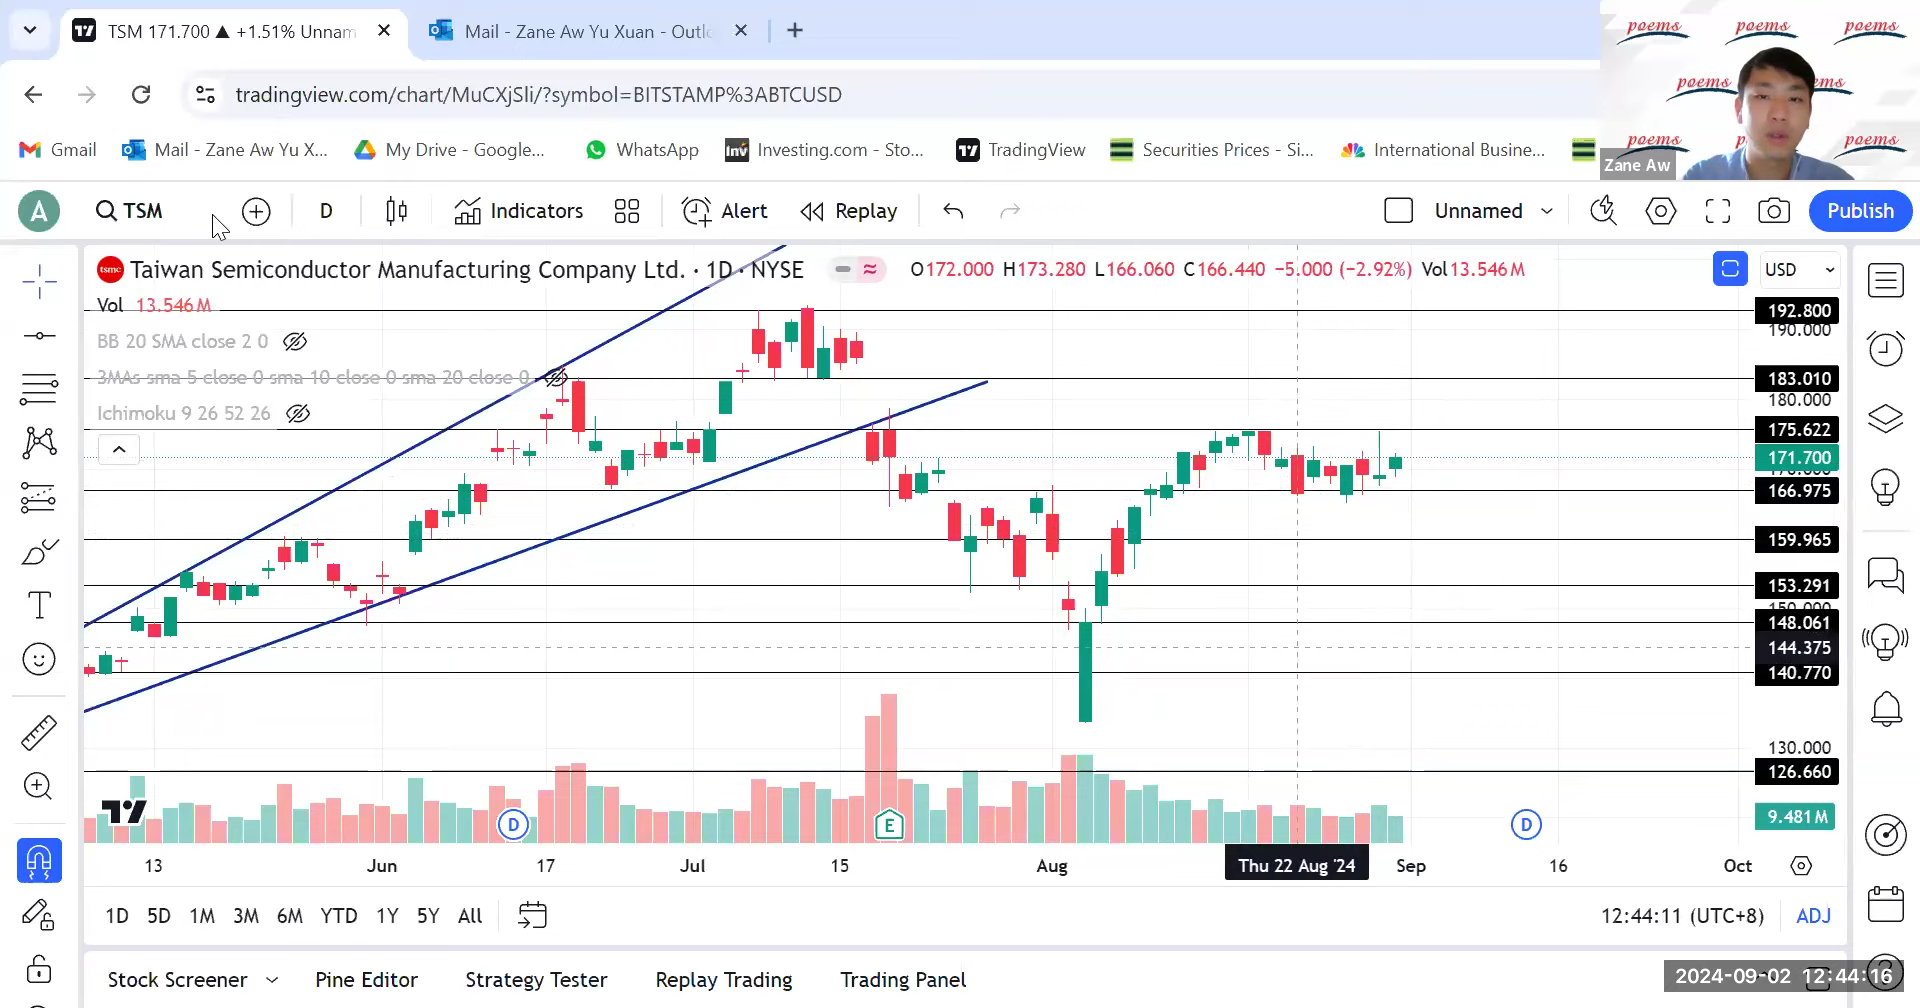 TSM 171.700 ▲ +1.51% Unnam
Mail - Zane Aw Yu Xuan - Outlo
tradingview.com/chart/MuCXjSli/?symbol=BITSTAMP%3ABTCUSD
Gmail
Mail - Zane Aw Yu X...
My Drive - Google...
WhatsApp
Inv
Investing.com - Sto...
TradingView
Securities Prices - Si...
International Busine...
poems poems poems
poems ems
poems poems
Zane Aw
A
TSM
D
Indicators
Alert
Replay
Unnamed
Publish
tsmc
Taiwan Semiconductor Manufacturing Company Ltd. · 1D · NYSE
O172.000 H173.280 L166.060 C166.440 −5.000 (−2.92%) Vol13.546M
USD
Vol 13.546M
BB 20 SMA close 2 0
3MAs sma 5 close 0 sma 10 close 0 sma 20 close 0
Ichimoku 9 26 52 26
192.800
190.000
183.010
180.000
175.622
171.700
166.975
159.965
153.291
148.061
144.375
140.770
130.000
126.660
9.481M
D
E
D
13
Jun
17
Jul
15
Aug
Thu 22 Aug '24
Sep
16
Oct
1D 5D 1M 3M 6M YTD 1Y 5Y All
12:44:11 (UTC+8)
ADJ
Stock Screener
Pine Editor
Strategy Tester
Replay Trading
Trading Panel
2024-09-02 12:44:16